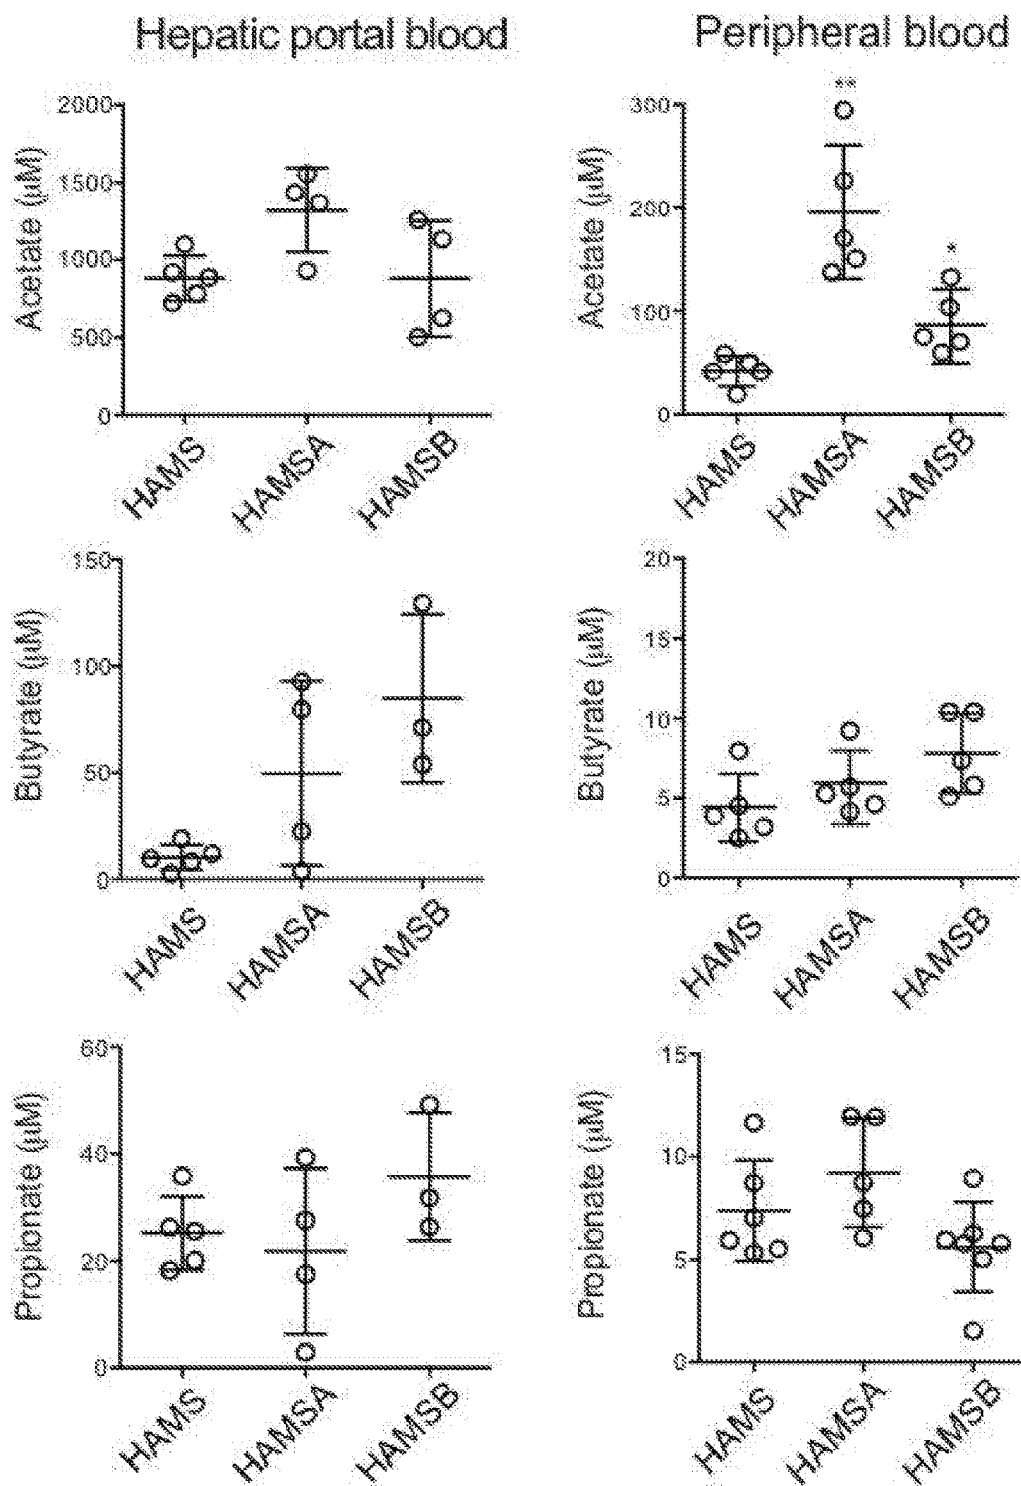 Hepatic portal blood
Peripheral blood
Acetate (µM)
2000
1500
1000
500
0
HAMS
HAMSA
HAMSB
Acetate (µM)
300
200
100
0
**
*
HAMS
HAMSA
HAMSB
Butyrate (µM)
150
100
50
0
HAMS
HAMSA
HAMSB
Butyrate (µM)
20
15
10
5
0
HAMS
HAMSA
HAMSB
Propionate (µM)
60
40
20
0
HAMS
HAMSA
HAMSB
Propionate (µM)
15
10
5
0
HAMS
HAMSA
HAMSB